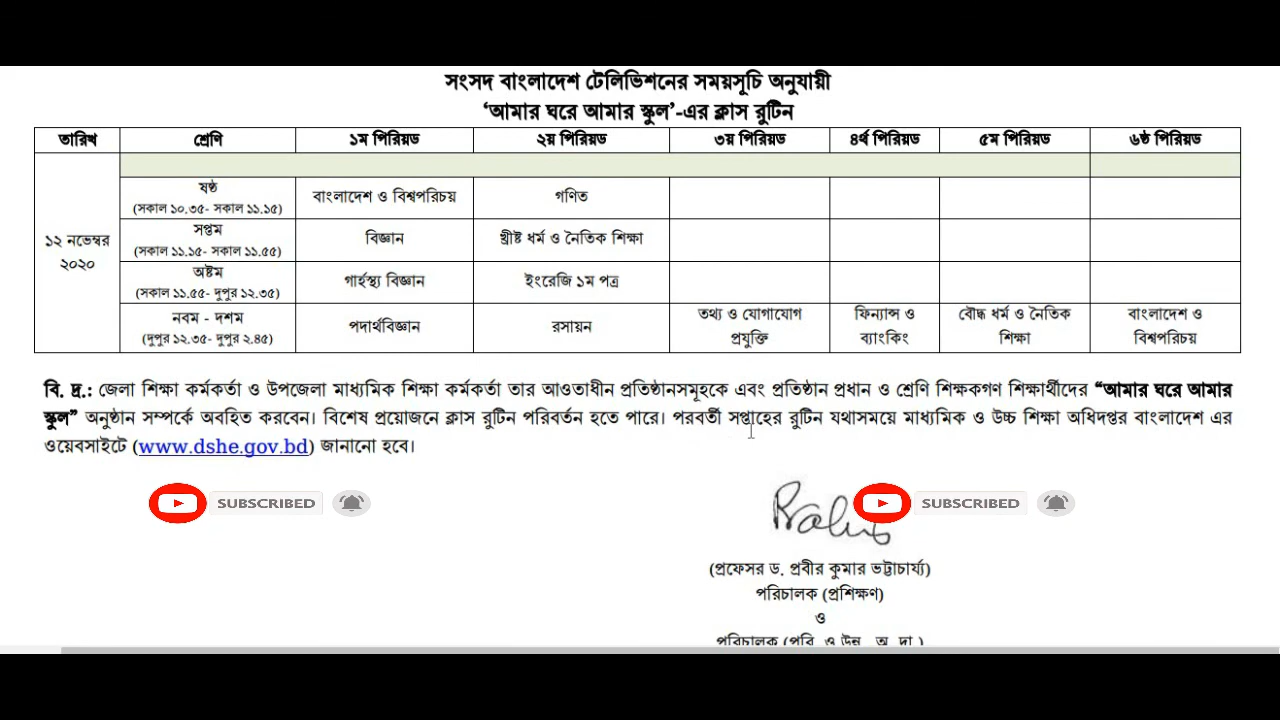 সংসদ বাংলাদেশ টেলিভিশনের সময়সূচি অনুযায়ী
‘আমার ঘরে আমার স্কুল’-এর ক্লাস রুটিন
তারিখ শ্রেণি ১ম পিরিয়ড ২য় পিরিয়ড ৩য় পিরিয়ড ৪র্থ পিরিয়ড ৫ম পিরিয়ড ৬ষ্ঠ পিরিয়ড
১২ নভেম্বর
২০২০
ষষ্ঠ
(সকাল ১০.৩৫- সকাল ১১.১৫)
বাংলাদেশ ও বিশ্বপরিচয়
গণিত
সপ্তম
(সকাল ১১.১৫- সকাল ১১.৫৫)
বিজ্ঞান
খ্রীষ্ট ধর্ম ও নৈতিক শিক্ষা
অষ্টম
(সকাল ১১.৫৫- দুপুর ১২.৩৫)
গার্হস্থ্য বিজ্ঞান
ইংরেজি ১ম পত্র
নবম - দশম
(দুপুর ১২.৩৫- দুপুর ২.৪৫)
পদার্থবিজ্ঞান
রসায়ন
তথ্য ও যোগাযোগ
প্রযুক্তি
ফিন্যান্স ও
ব্যাংকিং
বৌদ্ধ ধর্ম ও নৈতিক
শিক্ষা
বাংলাদেশ ও
বিশ্বপরিচয়
বি. দ্র.: জেলা শিক্ষা কর্মকর্তা ও উপজেলা মাধ্যমিক শিক্ষা কর্মকর্তা তার আওতাধীন প্রতিষ্ঠানসমূহকে এবং প্রতিষ্ঠান প্রধান ও শ্রেণি শিক্ষকগণ শিক্ষার্থীদের “আমার ঘরে আমার
স্কুল” অনুষ্ঠান সম্পর্কে অবহিত করবেন। বিশেষ প্রয়োজনে ক্লাস রুটিন পরিবর্তন হতে পারে। পরবর্তী সপ্তাহের রুটিন যথাসময়ে মাধ্যমিক ও উচ্চ শিক্ষা অধিদপ্তর বাংলাদেশ এর
ওয়েবসাইটে (www.dshe.gov.bd) জানানো হবে।
SUBSCRIBED
SUBSCRIBED
(প্রফেসর ড. প্রবীর কুমার ভট্টাচার্য্য)
পরিচালক (প্রশিক্ষণ)
ও
পরিচালক (পরি. ও উন্ন. অ. দা.)